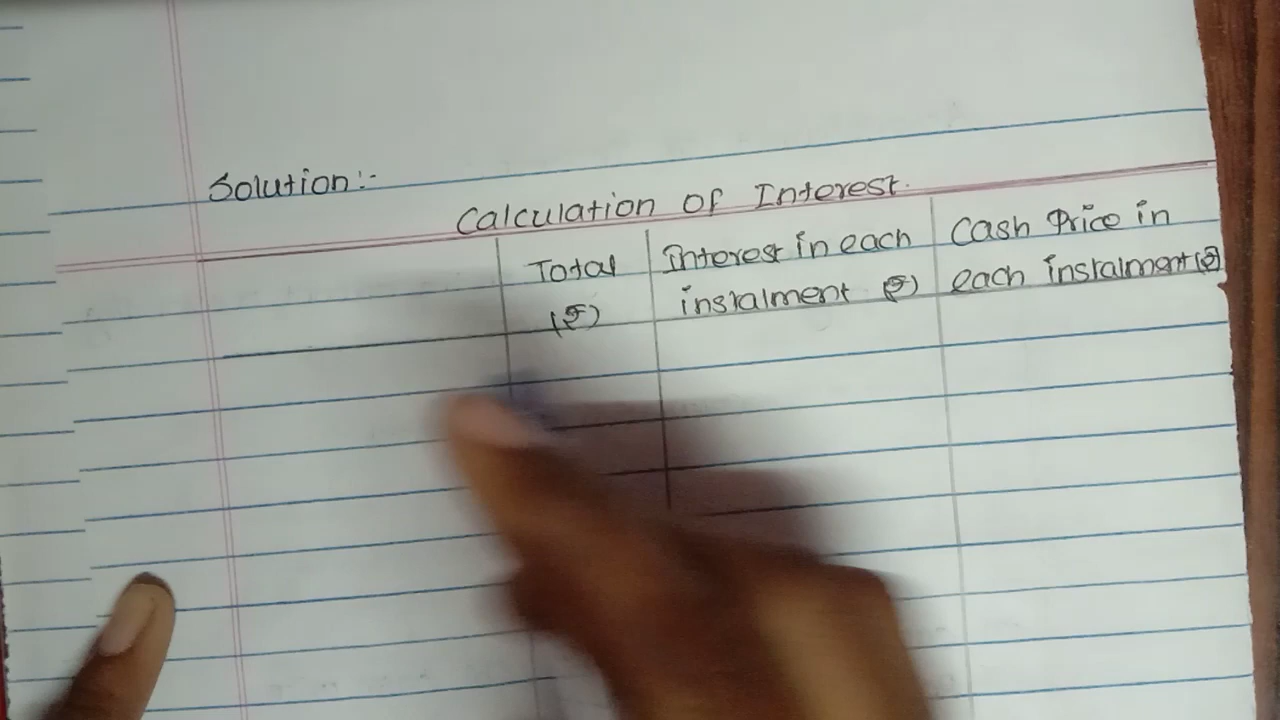 Solution:-
Calculation of Interest.
Total
(₹)
Interest in each
instalment (₹)
Cash Price in
each instalment (₹)